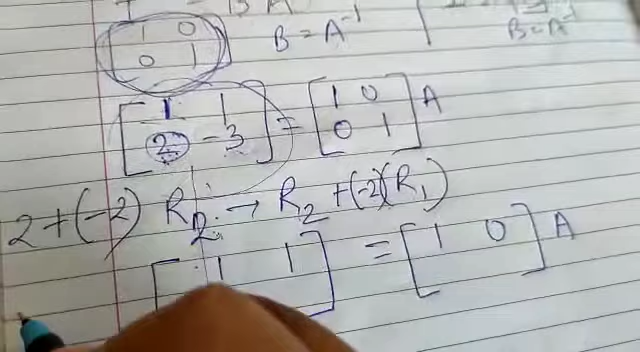 1 0 B = A⁻¹
0 1 B = A⁻¹
[1 1] = [1 0] A
[2 -3] [0 1]
2+(-2) R₂ → R₂ +(-2)(R₁)
[1 1] = [1 0] A